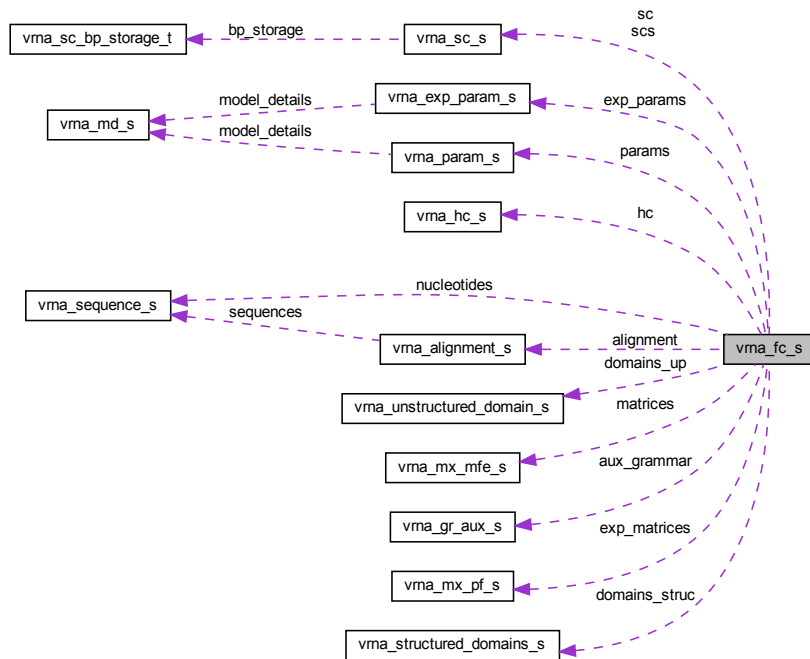 sc
scs
vrna_sc_bp_storage_t
bp_storage
vrna_sc_s
model_details
vrna_exp_param_s
exp_params
vrna_md_s
model_details
vrna_param_s
params
vrna_hc_s
hc
nucleotides
vrna_sequence_s
sequences
vrna_alignment_s
alignment
vrna_fc_s
domains_up
vrna_unstructured_domain_s
matrices
vrna_mx_mfe_s
aux_grammar
vrna_gr_aux_s
exp_matrices
vrna_mx_pf_s
domains_struc
vrna_structured_domains_s